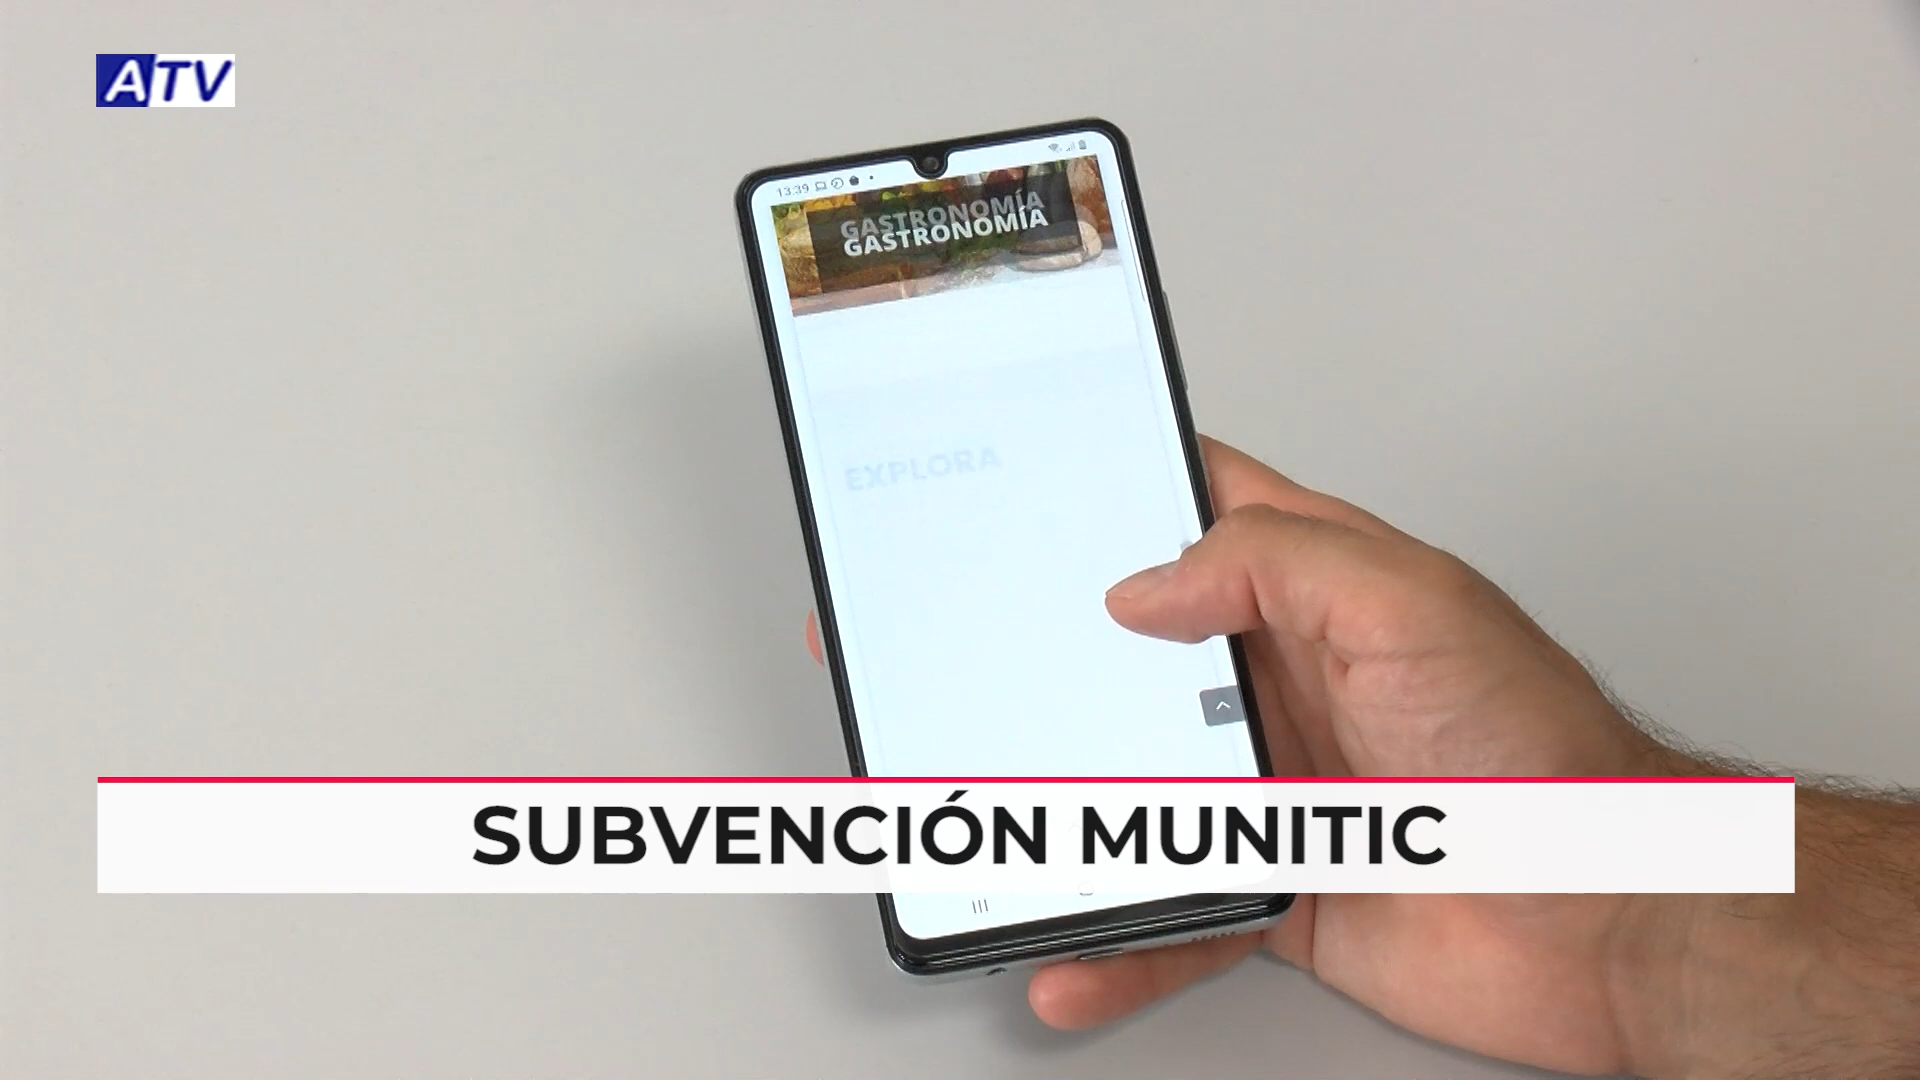 ATV
13:39
GASTRONOMÍA
GASTRONOMÍA
EXPLORA
SUBVENCIÓN MUNITIC